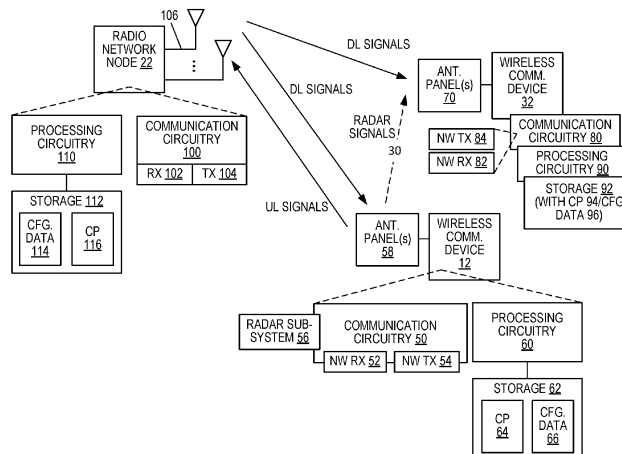 106
RADIO
NETWORK
NODE 22
DL SIGNALS
DL SIGNALS
ANT.
PANEL(s)
70
WIRELESS
COMM.
DEVICE
32
RADAR
SIGNALS
30
UL SIGNALS
COMMUNICATION
CIRCUITRY 80
NW TX 84
NW RX 82
PROCESSING
CIRCUITRY
90
STORAGE 92
(WITH CP 94/CFG.
DATA 96)
PROCESSING
CIRCUITRY
110
COMMUNICATION
CIRCUITRY
100
RX 102
TX 104
STORAGE 112
CFG.
DATA
114
CP
116
ANT.
PANEL(s)
58
WIRELESS
COMM.
DEVICE
12
RADAR SUB-
SYSTEM 56
COMMUNICATION
CIRCUITRY 50
NW RX 52
NW TX 54
PROCESSING
CIRCUITRY
60
STORAGE 62
CP
64
CFG.
DATA
66